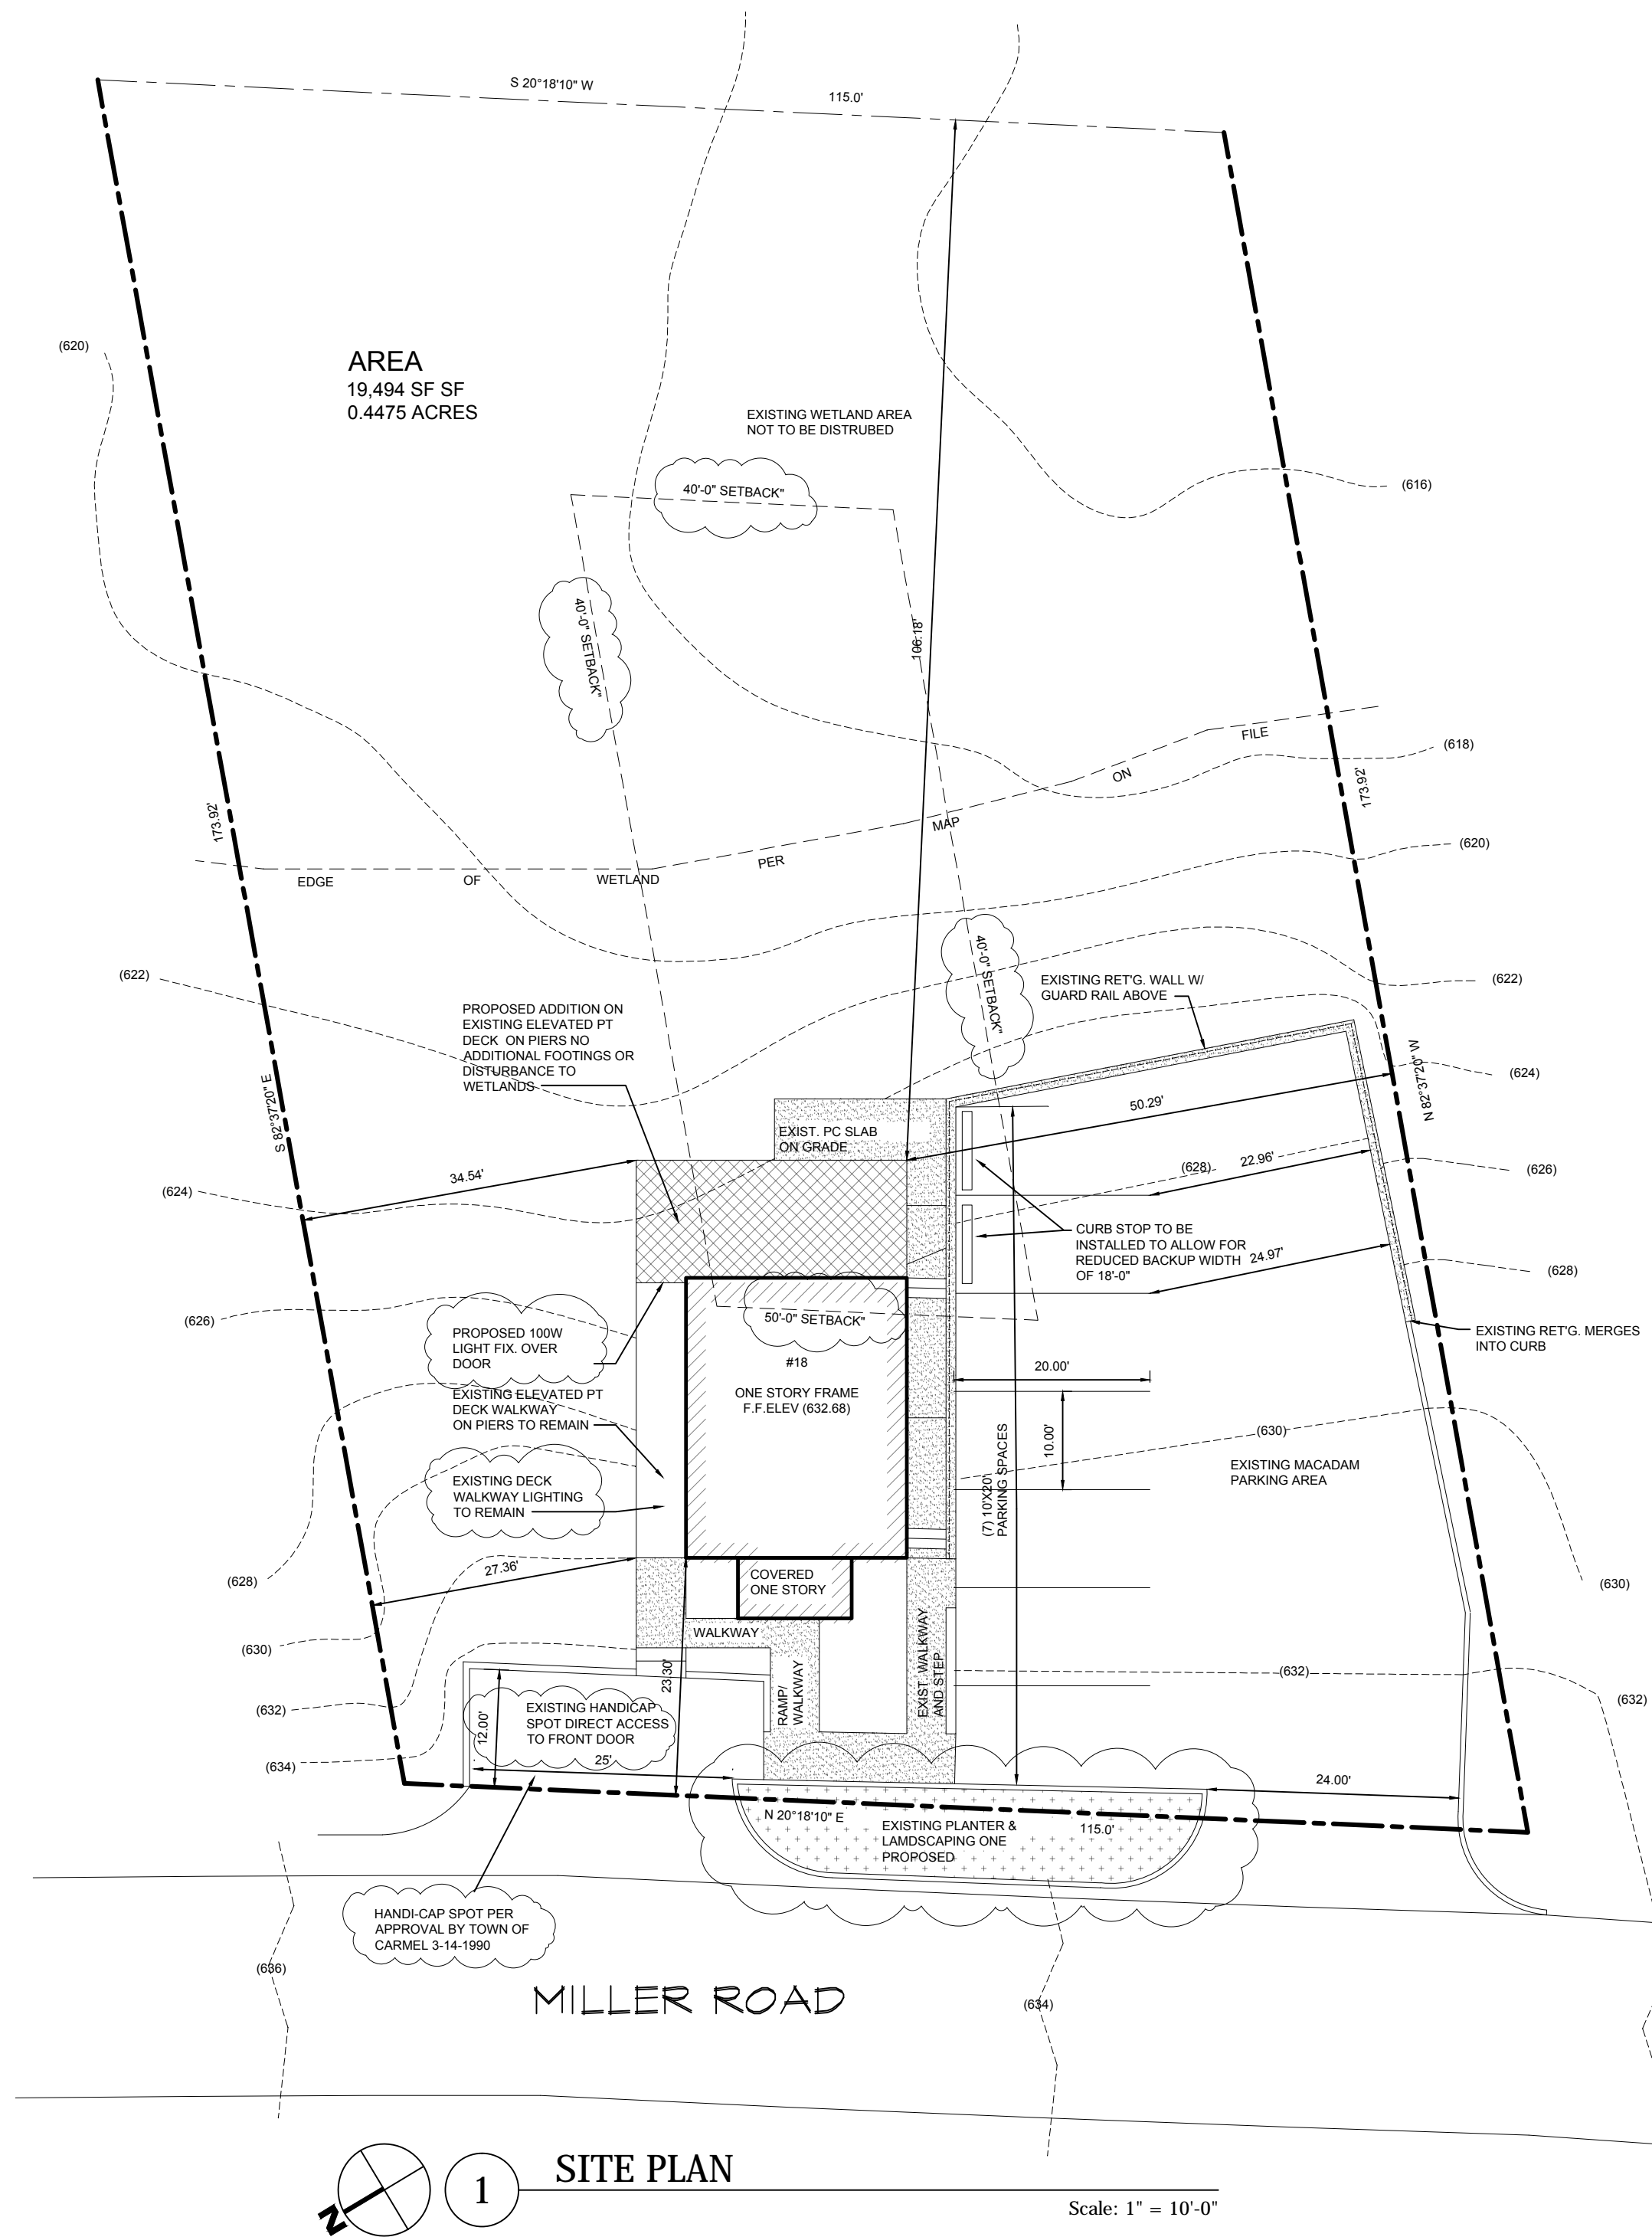 S 20°18'10" W
115.0'
(620)
AREA
19,494 SF SF
0.4475 ACRES
EXISTING WETLAND AREA
NOT TO BE DISTRUBED
(616)
40'-0" SETBACK"
40'-0" SETBACK"
106.18'
FILE
(618)
ON
173.92'
173.92'
MAP
(620)
PER
EDGE
OF
WETLAND
(622)
40'-0" SETBACK"
EXISTING RET'G. WALL W/
GUARD RAIL ABOVE
(622)
PROPOSED ADDITION ON
EXISTING ELEVATED PT
DECK ON PIERS NO
ADDITIONAL FOOTINGS OR
DISTURBANCE TO
WETLANDS
(624)
S 82°37'20" E
N 82°37'20" W
50.29'
EXIST. PC SLAB
ON GRADE
34.54'
(628)
22.96'
(626)
(624)
CURB STOP TO BE
INSTALLED TO ALLOW FOR
REDUCED BACKUP WIDTH
OF 18'-0"
24.97'
(628)
(626)
50'-0" SETBACK"
PROPOSED 100W
LIGHT FIX. OVER
DOOR
EXISTING RET'G. MERGES
INTO CURB
#18
20.00'
ONE STORY FRAME
F.F.ELEV (632.68)
EXISTING ELEVATED PT
DECK WALKWAY
ON PIERS TO REMAIN
10.00'
(630)
(7) 10'X20'
PARKING SPACES
EXISTING MACADAM
PARKING AREA
EXISTING DECK
WALKWAY LIGHTING
TO REMAIN
27.36'
COVERED
ONE STORY
(628)
(630)
WALKWAY
(630)
23.30'
RAMP/
WALKWAY
EXIST. WALKWAY
AND STEP
(632)
(632)
(632)
EXISTING HANDICAP
SPOT DIRECT ACCESS
TO FRONT DOOR
12.00'
25'
(634)
24.00'
N 20°18'10" E
115.0'
EXISTING PLANTER &
LAMDSCAPING ONE
PROPOSED
HANDI-CAP SPOT PER
APPROVAL BY TOWN OF
CARMEL 3-14-1990
(636)
MILLER ROAD
(634)
N
1
SITE PLAN
Scale: 1" = 10'-0"